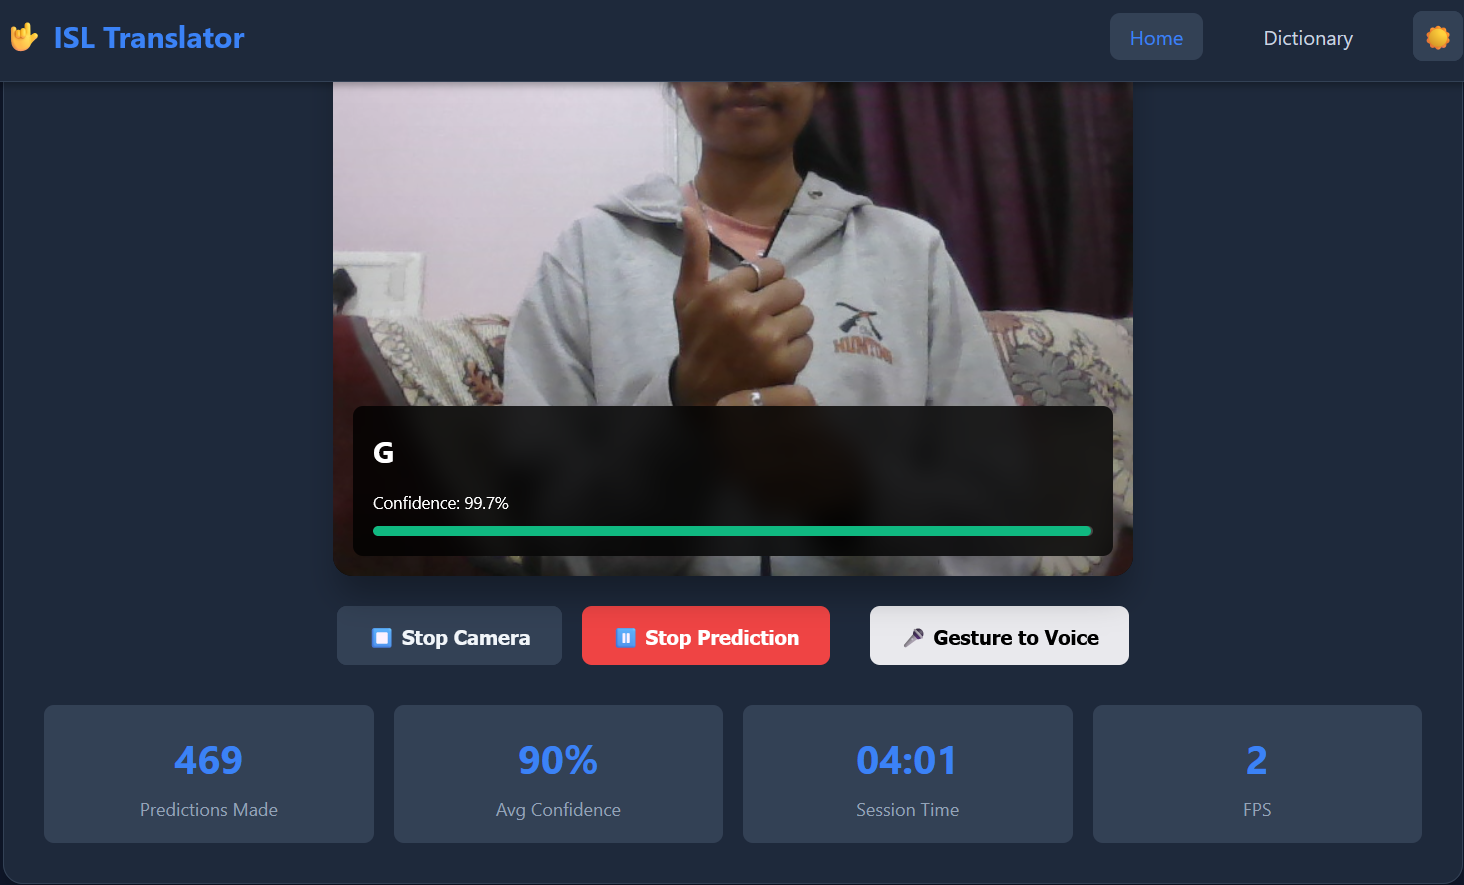 ISL Translator
Home
Dictionary
HUNTING
G
Confidence: 99.7%
Stop Camera
Stop Prediction
Gesture to Voice
469
Predictions Made
90%
Avg Confidence
04:01
Session Time
2
FPS